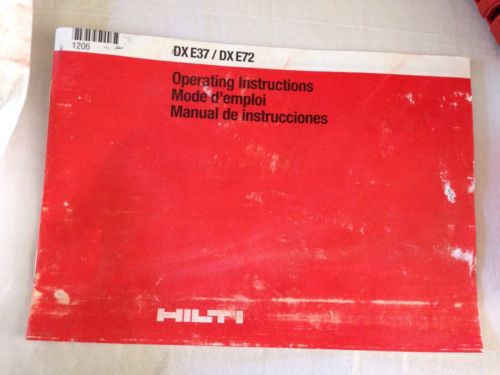 1206
DX E37 / DX E72
Operating Instructions
Mode d'emploi
Manual de instrucciones
HILTI